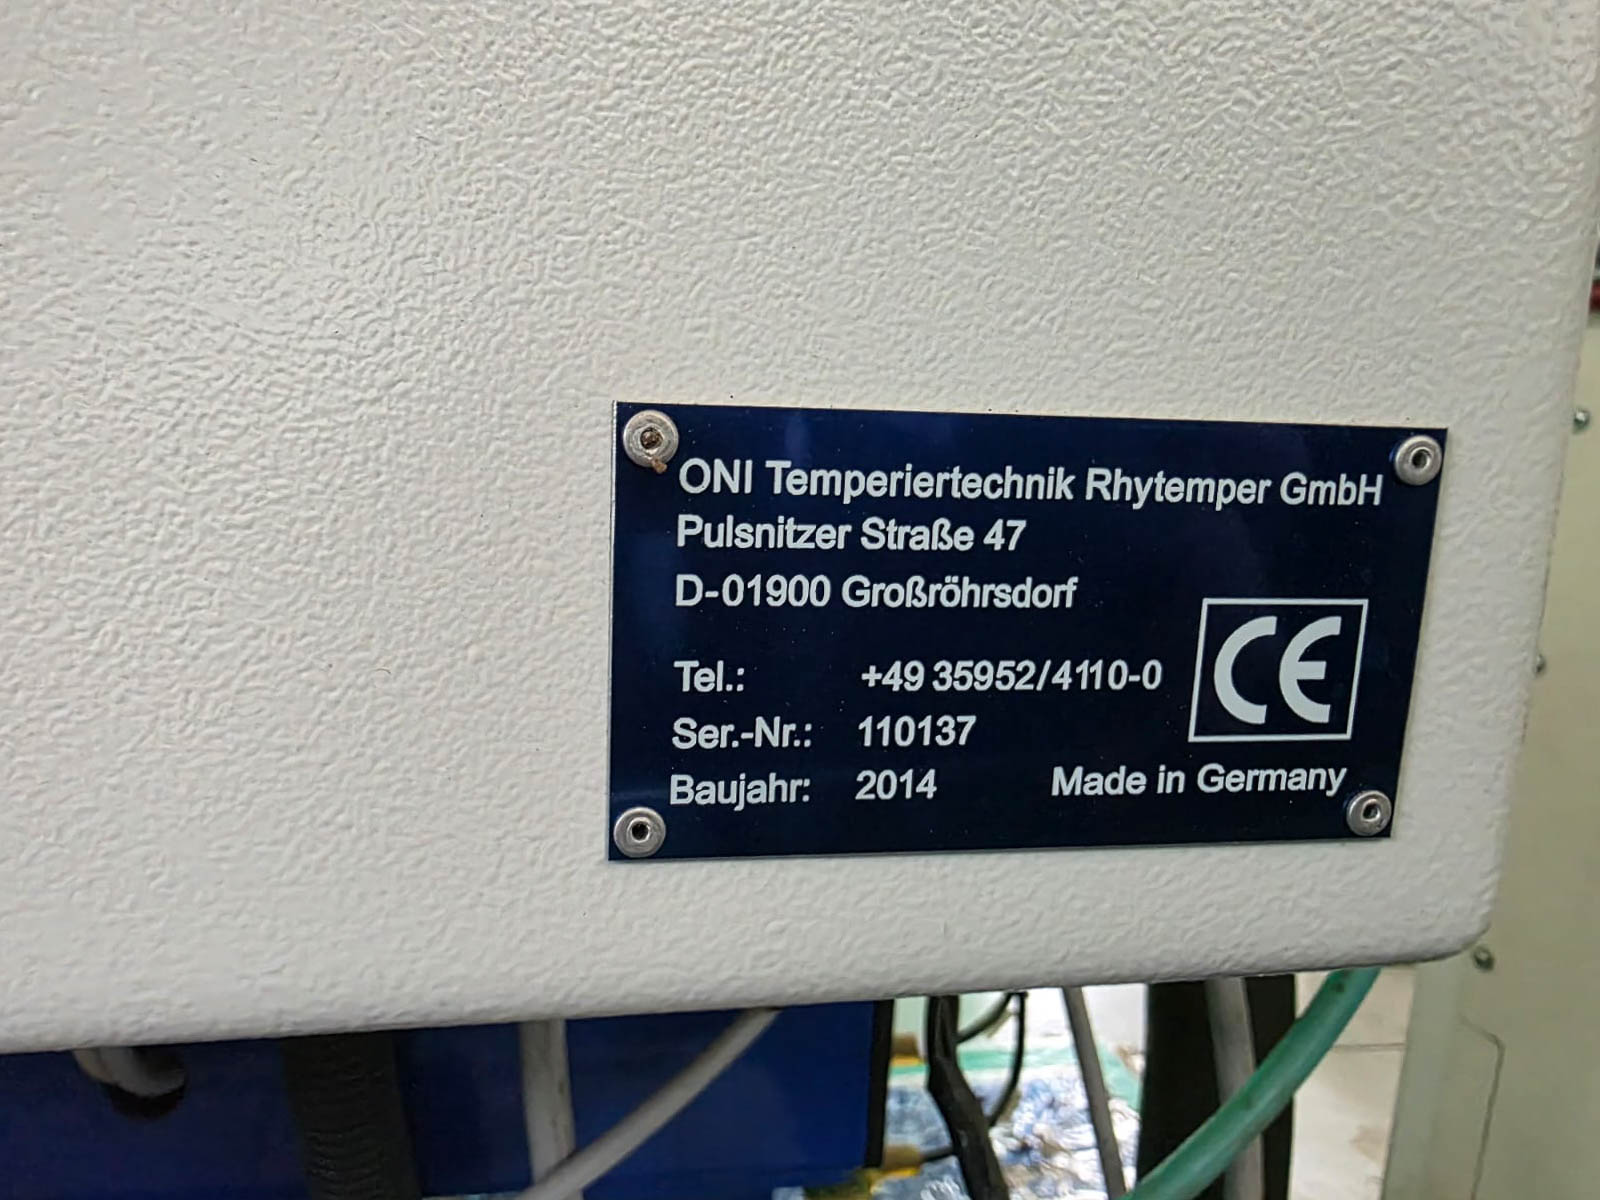 ONI Temperiertechnik Rhytemper GmbH
Pulsnitzer Straße 47
D-01900 Großröhrsdorf
Tel.: +49 35952/4110-0
CE
Ser.-Nr.: 110137
Baujahr: 2014 Made in Germany